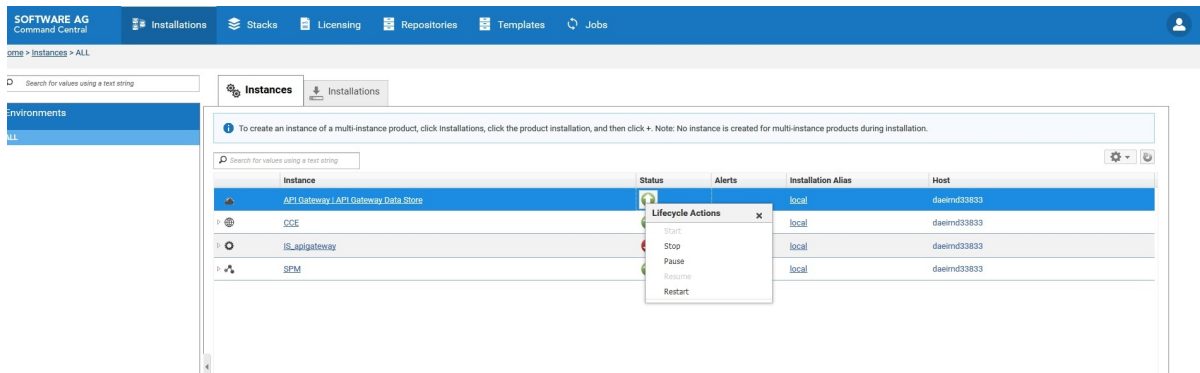 SOFTWARE AG
Command Central
Installations
Stacks
Licensing
Repositories
Templates
Jobs
ome > Instances > ALL
Search for values using a text string
Environments
ALL
Instances
Installations
To create an instance of a multi-instance product, click Installations, click the product installation, and then click +. Note: No instance is created for multi-instance products during installation.
Search for values using a text string
Instance Status Alerts Installation Alias Host
API Gateway | API Gateway Data Store local daeirnd33833
CCE local daeirnd33833
IS_apigateway local daeirnd33833
SPM local daeirnd33833
Lifecycle Actions x
Start
Stop
Pause
Resume
Restart